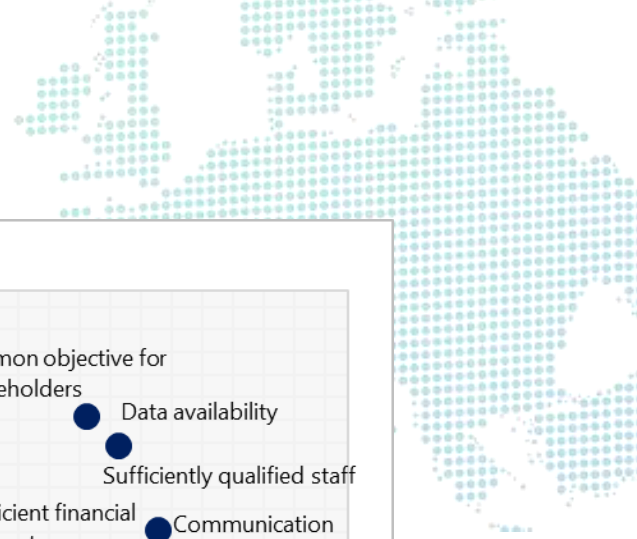 mon objective for
eholders
Data availability
Sufficiently qualified staff
icient financial
Communication